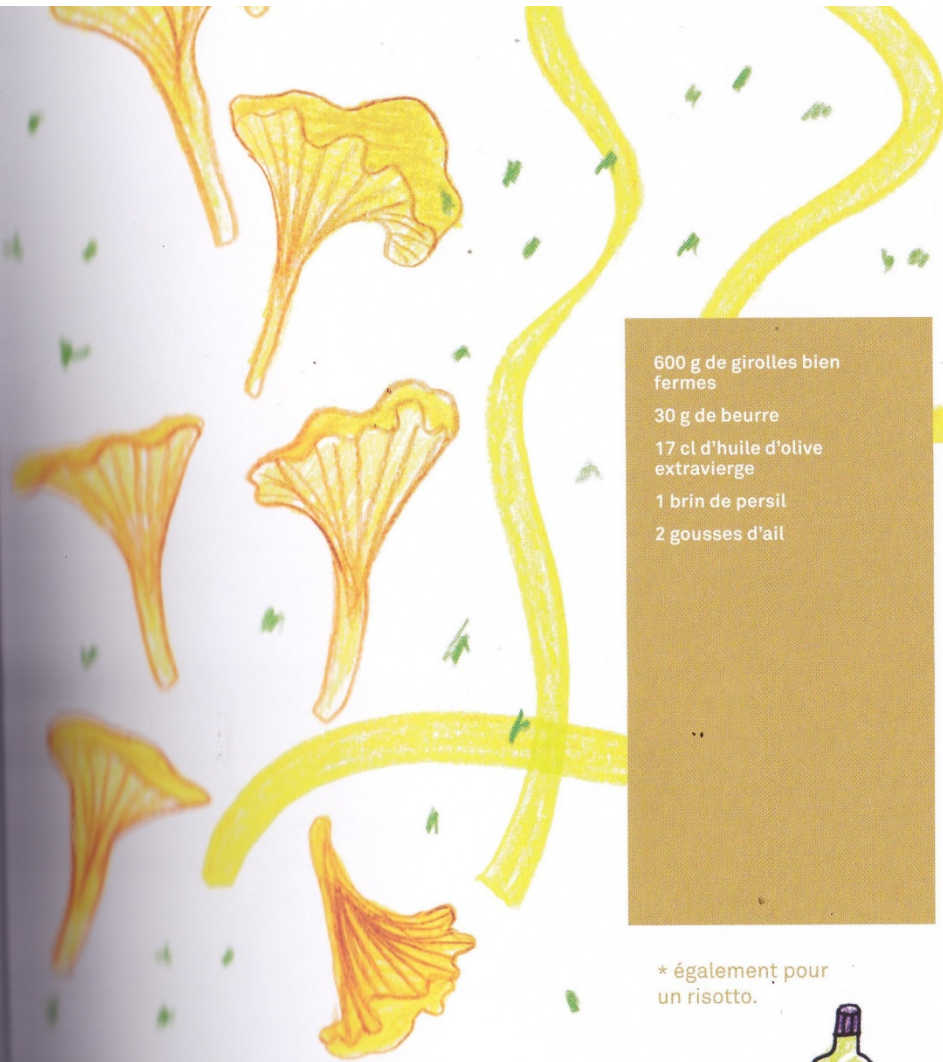 600 g de girolles bien
fermes
30 g de beurre
17 cl d'huile d'olive
extravierge
1 brin de persil
2 gousses d'ail
* également pour
un risotto.